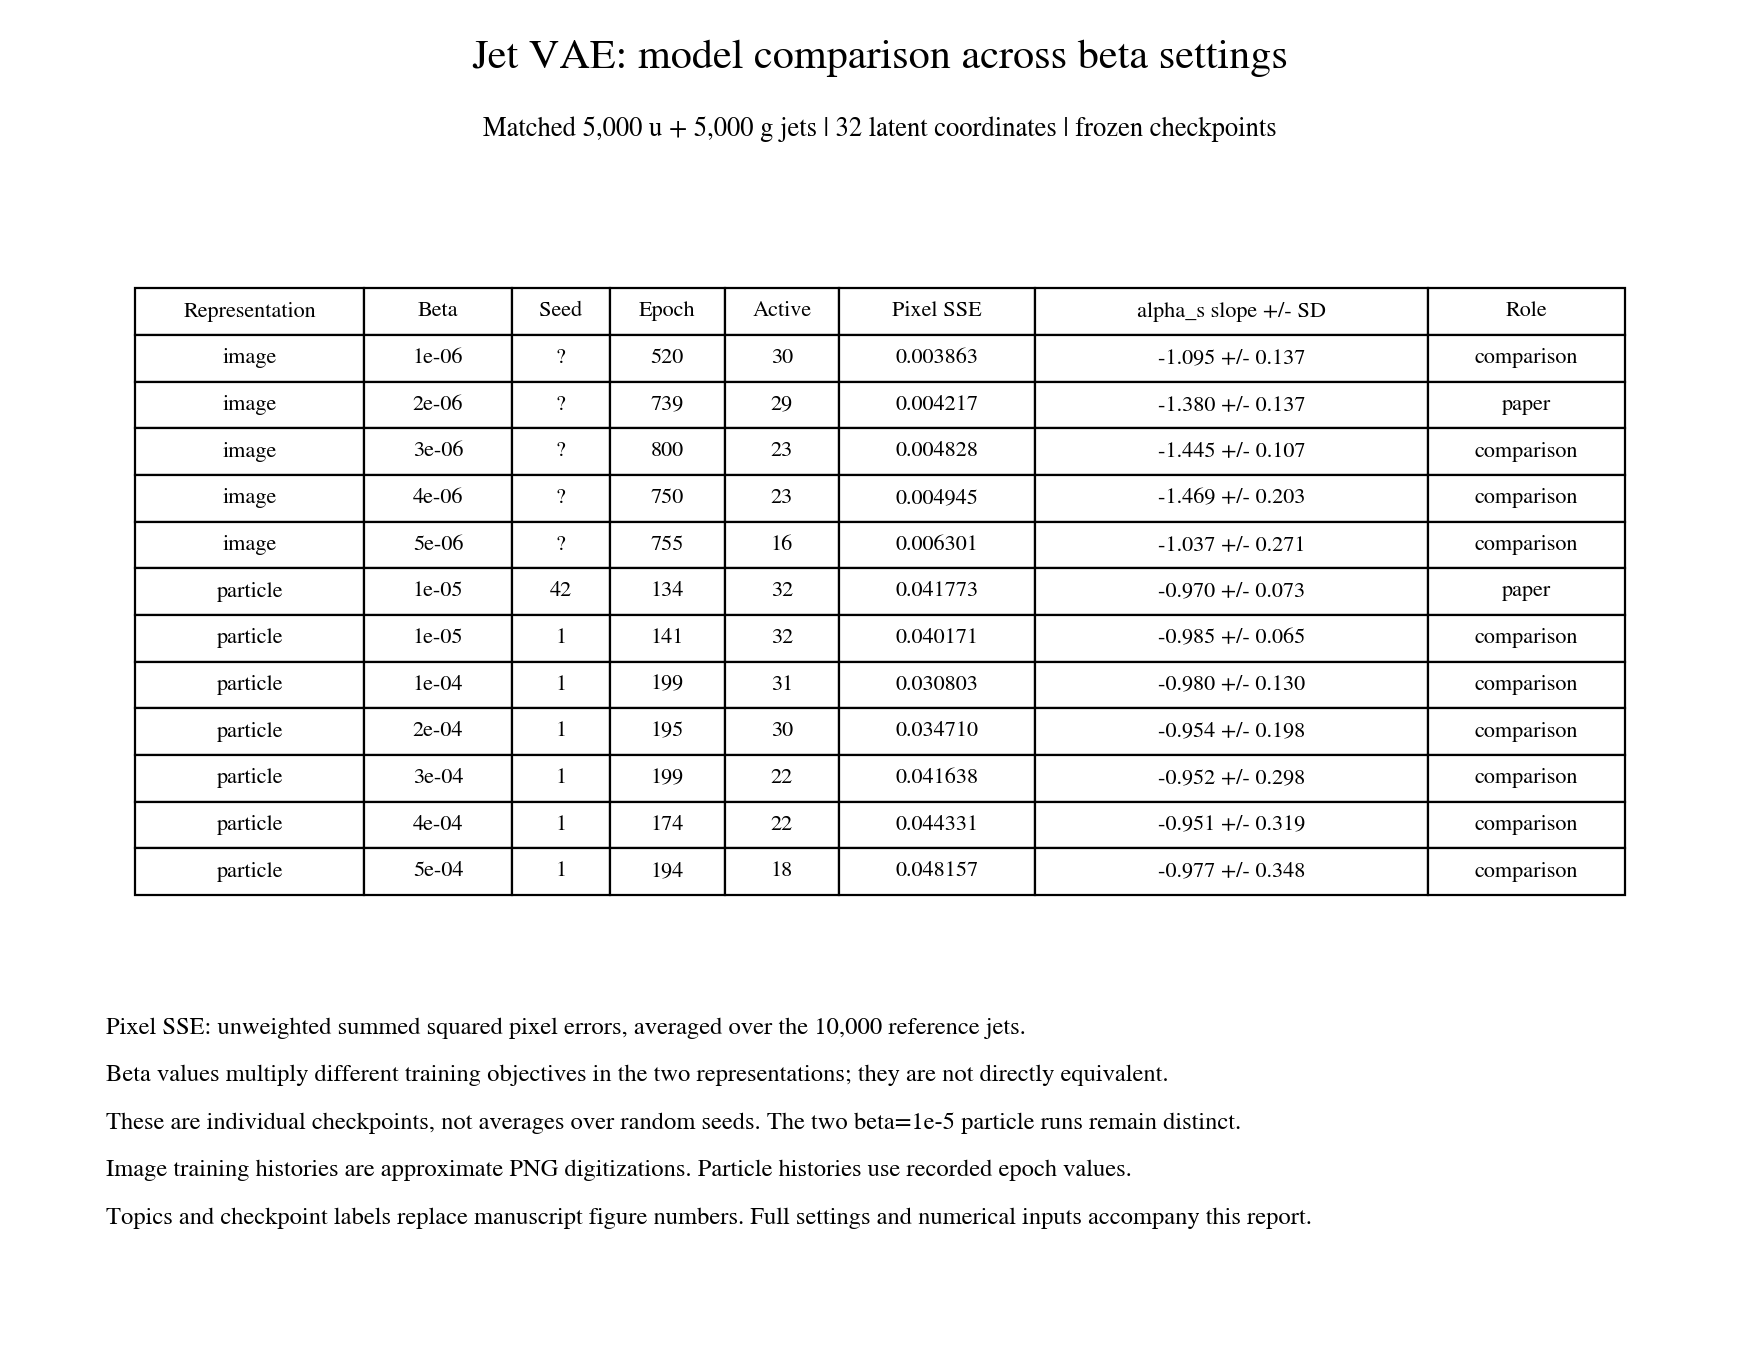 Jet VAE: model comparison across beta settings
Matched 5,000 u + 5,000 g jets | 32 latent coordinates | frozen checkpoints
Representation Beta Seed Epoch Active Pixel SSE alpha_s slope +/- SD Role
image 1e-06 ? 520 30 0.003863 -1.095 +/- 0.137 comparison
image 2e-06 ? 739 29 0.004217 -1.380 +/- 0.137 paper
image 3e-06 ? 800 23 0.004828 -1.445 +/- 0.107 comparison
image 4e-06 ? 750 23 0.004945 -1.469 +/- 0.203 comparison
image 5e-06 ? 755 16 0.006301 -1.037 +/- 0.271 comparison
particle 1e-05 42 134 32 0.041773 -0.970 +/- 0.073 paper
particle 1e-05 1 141 32 0.040171 -0.985 +/- 0.065 comparison
particle 1e-04 1 199 31 0.030803 -0.980 +/- 0.130 comparison
particle 2e-04 1 195 30 0.034710 -0.954 +/- 0.198 comparison
particle 3e-04 1 199 22 0.041638 -0.952 +/- 0.298 comparison
particle 4e-04 1 174 22 0.044331 -0.951 +/- 0.319 comparison
particle 5e-04 1 194 18 0.048157 -0.977 +/- 0.348 comparison
Pixel SSE: unweighted summed squared pixel errors, averaged over the 10,000 reference jets.
Beta values multiply different training objectives in the two representations; they are not directly equivalent.
These are individual checkpoints, not averages over random seeds. The two beta=1e-5 particle runs remain distinct.
Image training histories are approximate PNG digitizations. Particle histories use recorded epoch values.
Topics and checkpoint labels replace manuscript figure numbers. Full settings and numerical inputs accompany this report.